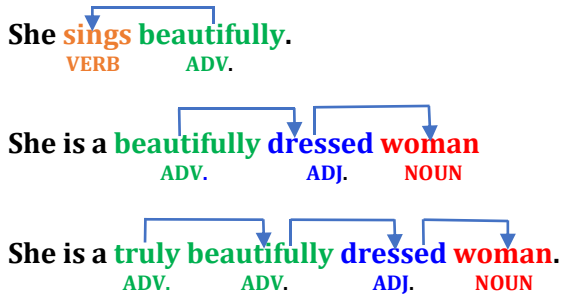 She sings beautifully.
VERB ADV.
She is a beautifully dressed woman
ADV. ADJ. NOUN
She is a truly beautifully dressed woman.
ADV. ADV. ADJ. NOUN